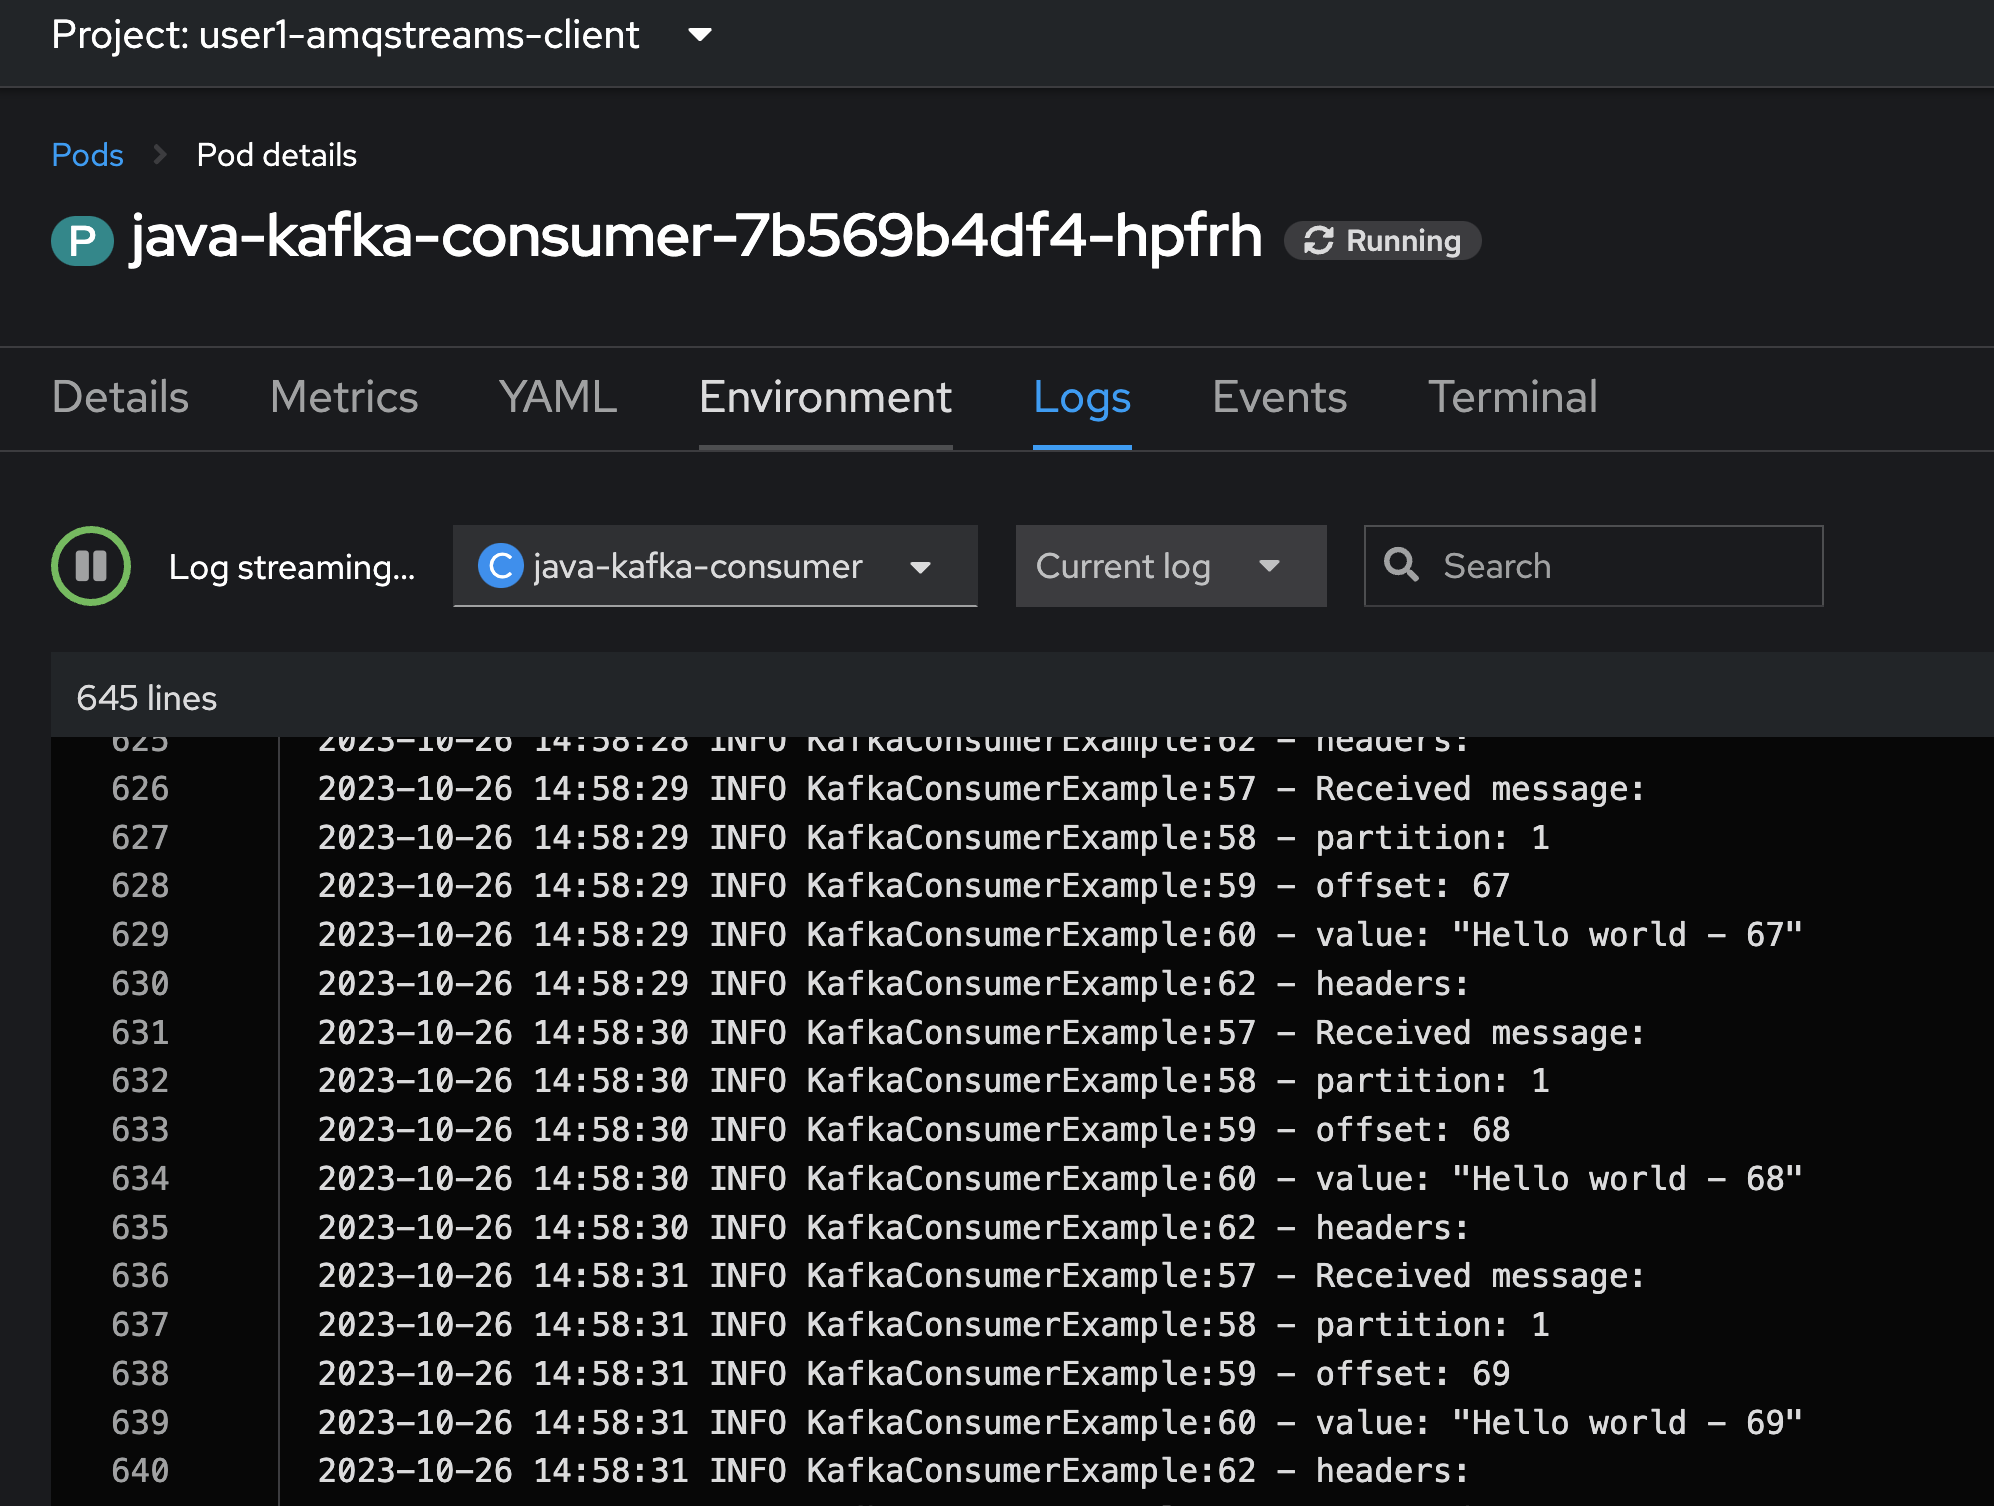 Project: user1-amqstreams-client
Pods
Pod details
P java-kafka-consumer-7b569b4df4-hpfrh Running
Details Metrics YAML Environment Logs Events Terminal
Log streaming... C java-kafka-consumer Current log Search
645 lines
625 2023-10-26 14:58:28 INFO KafkaConsumerExample:62 - headers:
626 2023-10-26 14:58:29 INFO KafkaConsumerExample:57 - Received message:
627 2023-10-26 14:58:29 INFO KafkaConsumerExample:58 - partition: 1
628 2023-10-26 14:58:29 INFO KafkaConsumerExample:59 - offset: 67
629 2023-10-26 14:58:29 INFO KafkaConsumerExample:60 - value: "Hello world - 67"
630 2023-10-26 14:58:29 INFO KafkaConsumerExample:62 - headers:
631 2023-10-26 14:58:30 INFO KafkaConsumerExample:57 - Received message:
632 2023-10-26 14:58:30 INFO KafkaConsumerExample:58 - partition: 1
633 2023-10-26 14:58:30 INFO KafkaConsumerExample:59 - offset: 68
634 2023-10-26 14:58:30 INFO KafkaConsumerExample:60 - value: "Hello world - 68"
635 2023-10-26 14:58:30 INFO KafkaConsumerExample:62 - headers:
636 2023-10-26 14:58:31 INFO KafkaConsumerExample:57 - Received message:
637 2023-10-26 14:58:31 INFO KafkaConsumerExample:58 - partition: 1
638 2023-10-26 14:58:31 INFO KafkaConsumerExample:59 - offset: 69
639 2023-10-26 14:58:31 INFO KafkaConsumerExample:60 - value: "Hello world - 69"
640 2023-10-26 14:58:31 INFO KafkaConsumerExample:62 - headers: